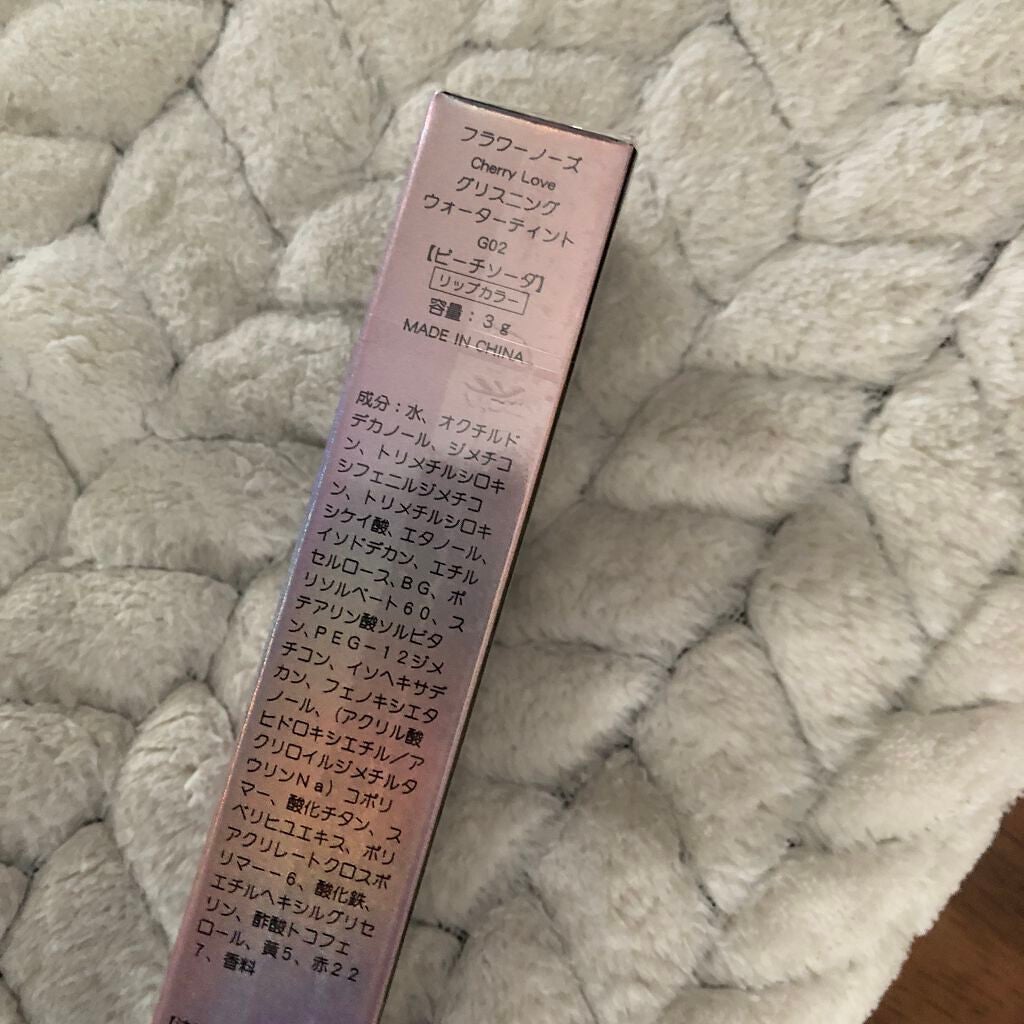 フラワーノーズ
Cherry Love
グリスニング
ウォーターティント
G02
【ピーチソーダ】
リップカラー
容量：３ｇ
MADE IN CHINA
成分：水、オクチルド
デカノール、ジメチコ
ン、トリメチルシロキ
シフェニルジメチコ
ン、トリメチルシロキ
シケイ酸、エタノール、
イソドデカン、エチル
セルロース、ＢＧ、ポ
リソルベート６０、ス
テアリン酸ソルビタ
ン、ＰＥＧ－１２ジメ
チコン、イソヘキサデ
カン、フェノキシエタ
ノール、（アクリル酸
ヒドロキシエチル／ア
クリロイルジメチルタ
ウリンＮａ）コポリ
マー、酸化チタン、ス
ベリヒユエキス、ポリ
アクリレートクロスポ
リマー－６、酸化鉄、
エチルヘキシルグリセ
リン、酢酸トコフェ
ロール、黄５、赤２２
７、香料